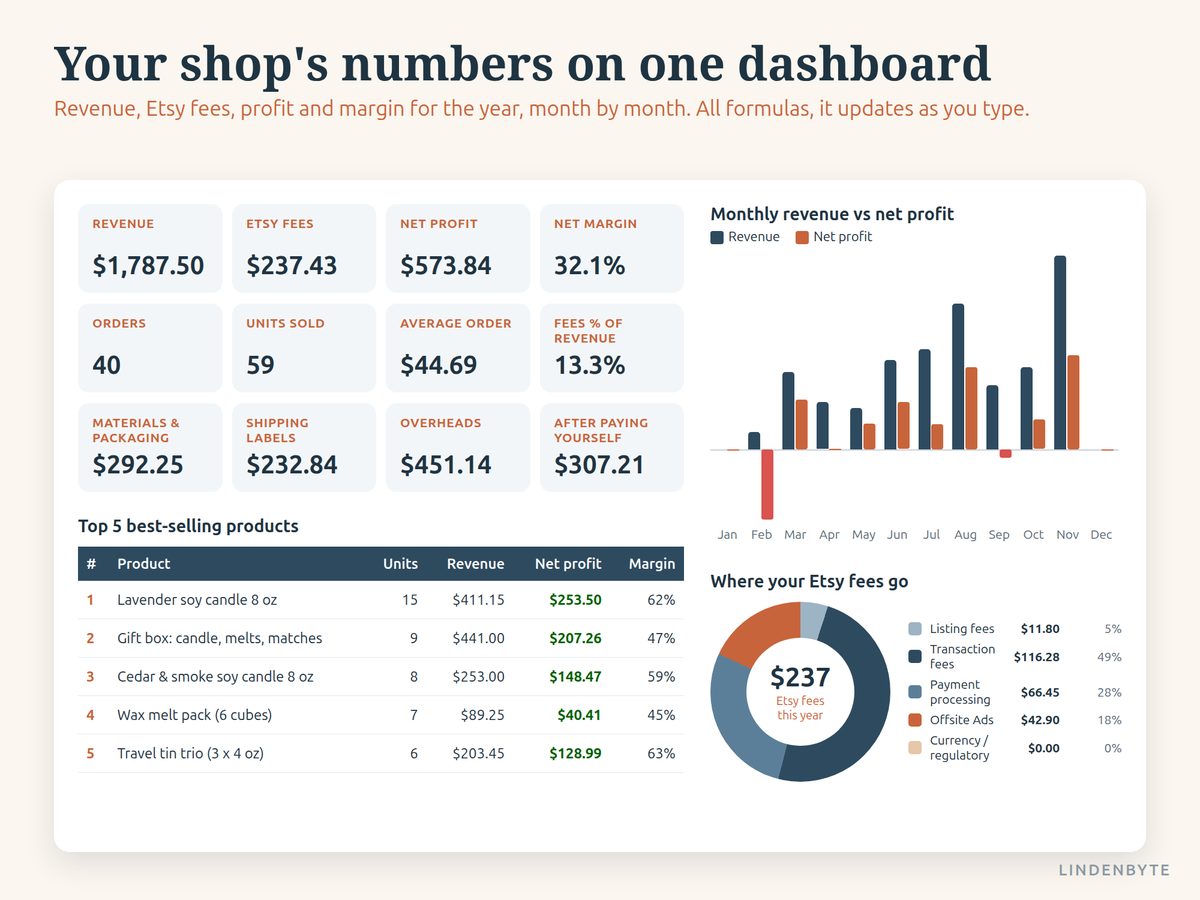 Your shop's numbers on one dashboard
Revenue, Etsy fees, profit and margin for the year, month by month. All formulas, it updates as you type.
REVENUE
$1,787.50
ETSY FEES
$237.43
NET PROFIT
$573.84
NET MARGIN
32.1%
ORDERS
40
UNITS SOLD
59
AVERAGE ORDER
$44.69
FEES % OF
REVENUE
13.3%
MATERIALS &
PACKAGING
$292.25
SHIPPING
LABELS
$232.84
OVERHEADS
$451.14
AFTER PAYING
YOURSELF
$307.21
Top 5 best-selling products
# Product Units Revenue Net profit Margin
1 Lavender soy candle 8 oz 15 $411.15 $253.50 62%
2 Gift box: candle, melts, matches 9 $441.00 $207.26 47%
3 Cedar & smoke soy candle 8 oz 8 $253.00 $148.47 59%
4 Wax melt pack (6 cubes) 7 $89.25 $40.41 45%
5 Travel tin trio (3 x 4 oz) 6 $203.45 $128.99 63%
Monthly revenue vs net profit
Revenue Net profit
Jan Feb Mar Apr May Jun Jul Aug Sep Oct Nov Dec
Where your Etsy fees go
$237
Etsy fees
this year
Listing fees $11.80 5%
Transaction
fees $116.28 49%
Payment
processing $66.45 28%
Offsite Ads $42.90 18%
Currency /
regulatory $0.00 0%
LINDENBYTE